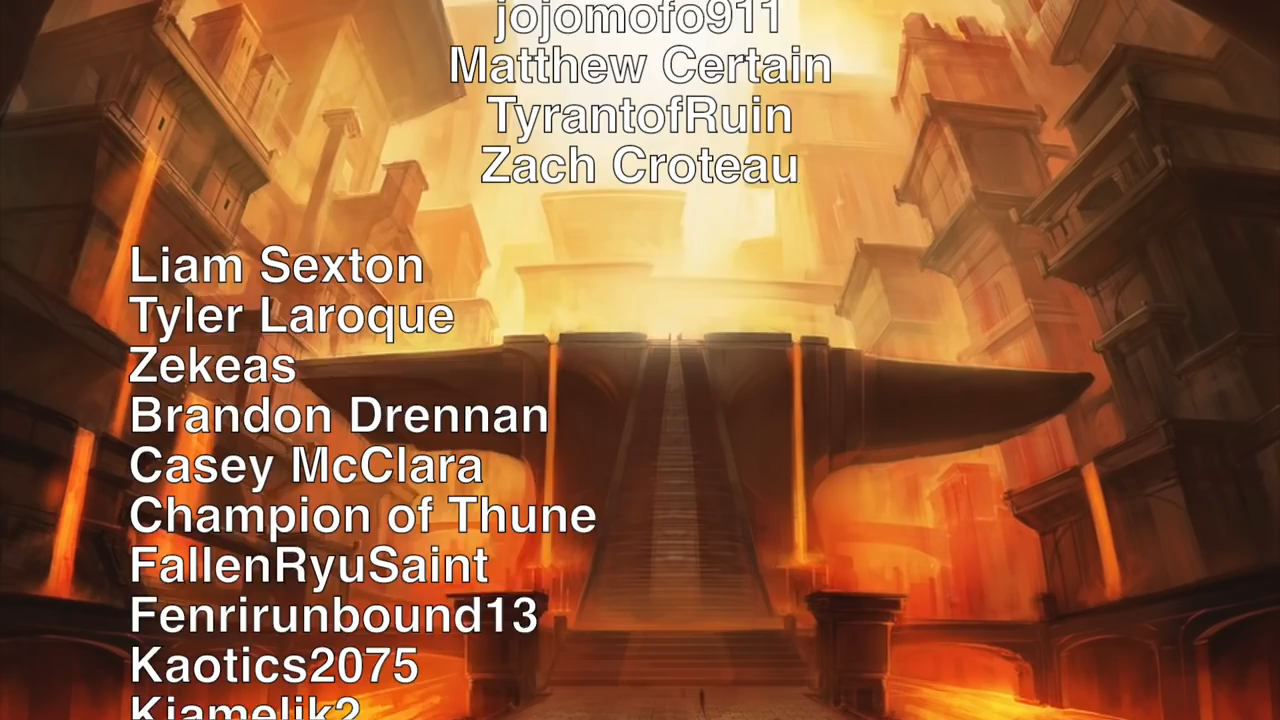 jojomofo911
Matthew Certain
TyrantofRuin
Zach Croteau
Liam Sexton
Tyler Laroque
Zekeas
Brandon Drennan
Casey McClara
Champion of Thune
FallenRyuSaint
Fenrirunbound13
Kaotics2075
Kiamelik2